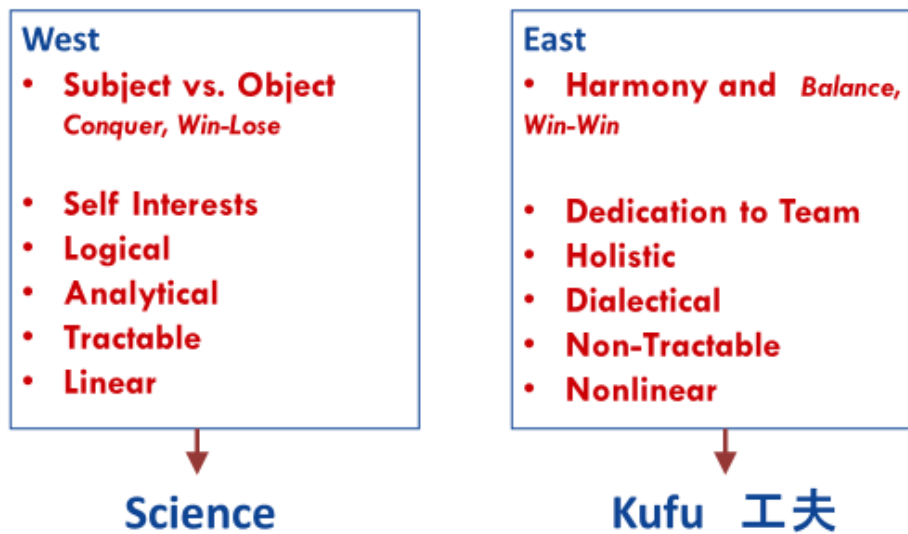 West
• Subject vs. Object
Conquer, Win-Lose
• Self Interests
• Logical
• Analytical
• Tractable
• Linear
Science
East
• Harmony and Balance,
Win-Win
• Dedication to Team
• Holistic
• Dialectical
• Non-Tractable
• Nonlinear
Kufu 工夫